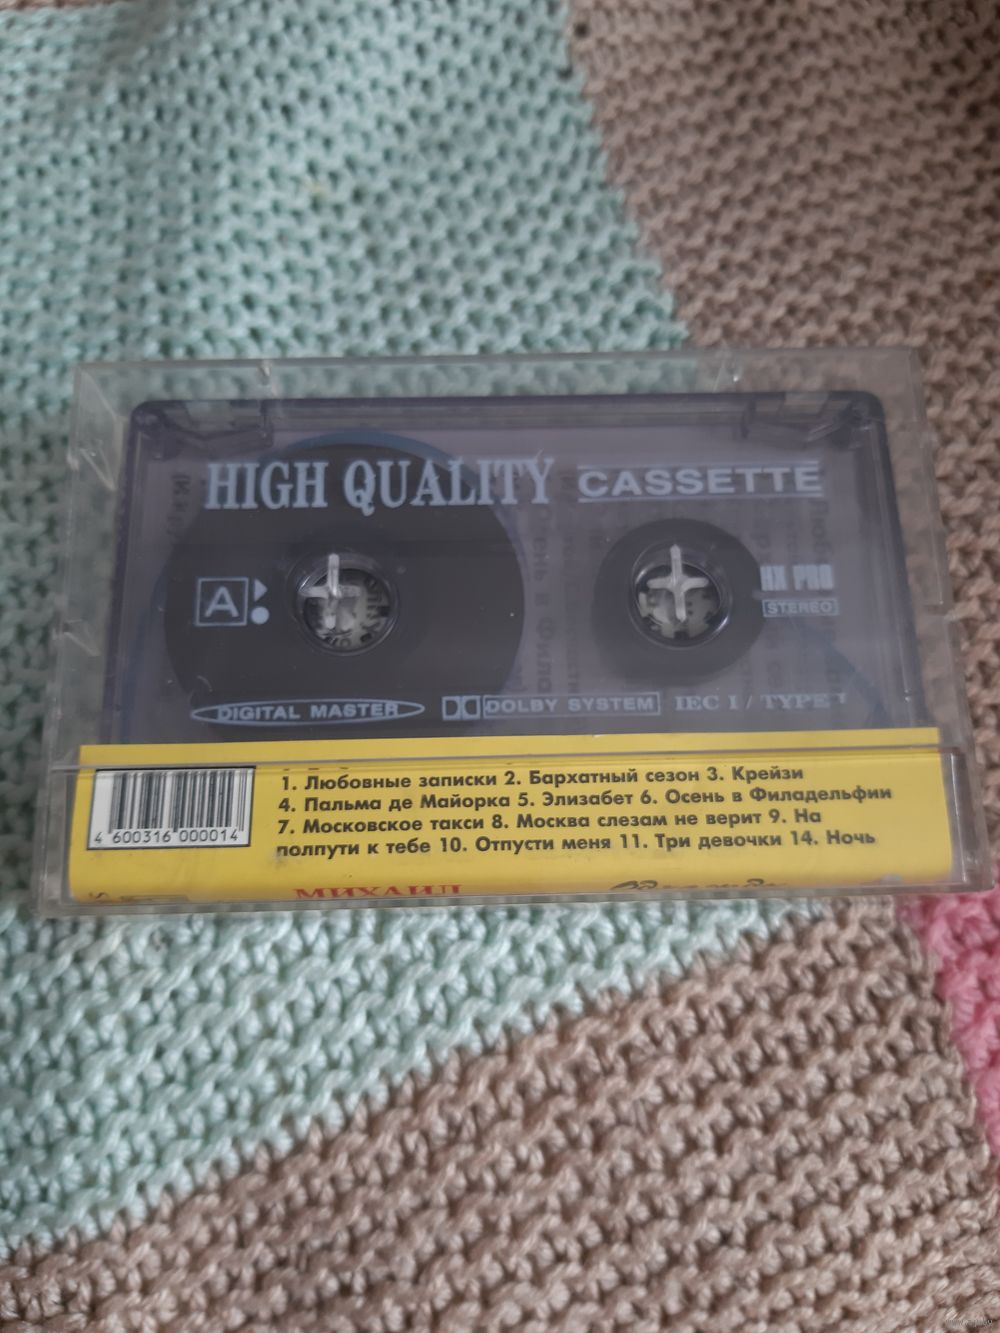 HIGH QUALITY CASSETTE
A
HX PRO
STEREO
DIGITAL MASTER DOLBY SYSTEM IEC I / TYPE I
1. Любовные записки 2. Бархатный сезон 3. Крейзи
4. Пальма де Майорка 5. Элизабет 6. Осень в Филадельфии
7. Московское такси 8. Москва слезам не верит 9. На
полпути к тебе 10. Отпусти меня 11. Три девочки 14. Ночь
4 600316 000014
МИХАИЛ